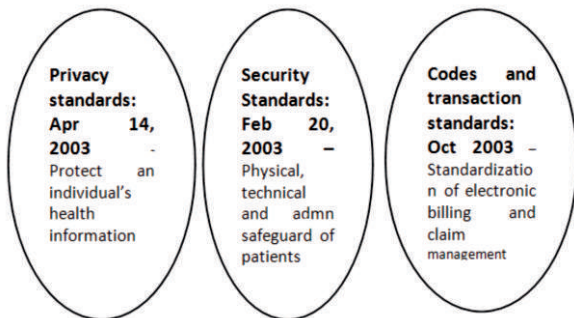 Privacy
standards:
Apr 14,
2003 -
Protect an
individual's
health
information
Security
Standards:
Feb 20,
2003 –
Physical,
technical
and admn
safeguard of
patients
Codes and
transaction
standards:
Oct 2003 –
Standardizatio
n of electronic
billing and
claim
management